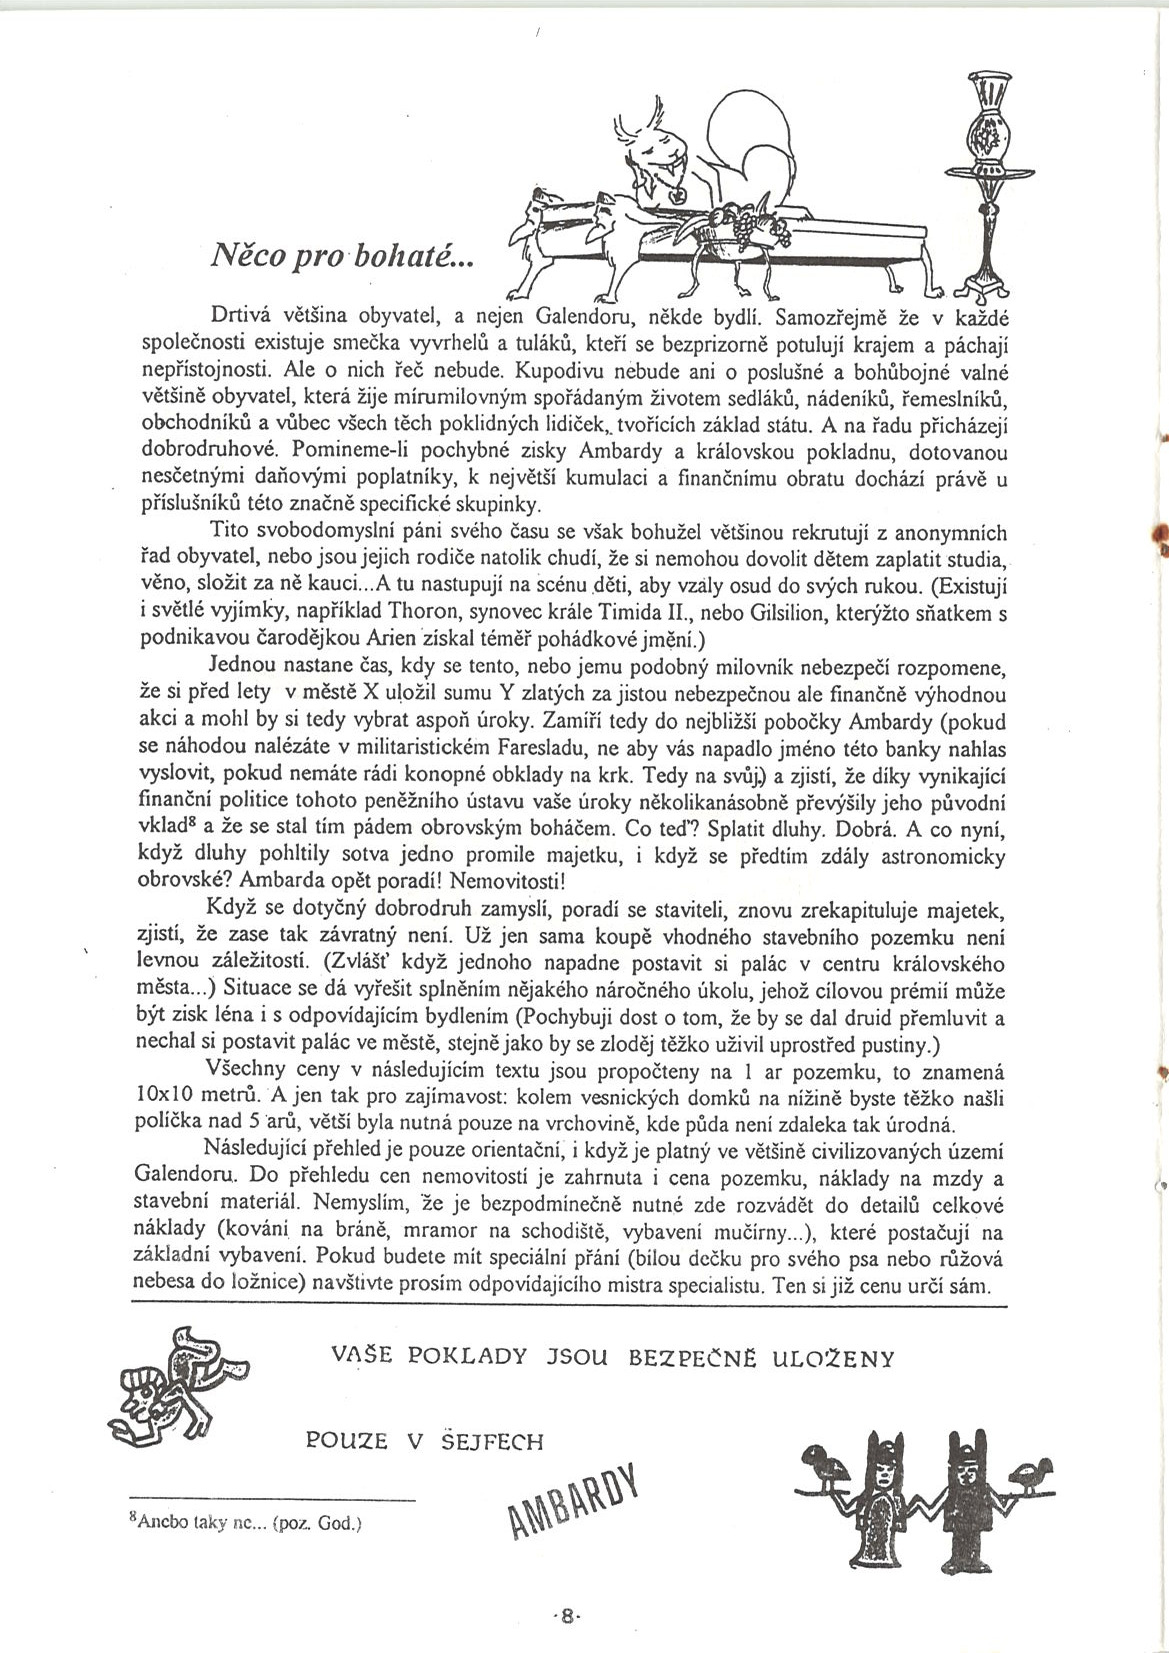 Něco pro bohaté...
Drtivá většina obyvatel, a nejen Galendoru, někde bydlí. Samozřejmě že v každé
společnosti existuje smečka vyvrhelů a tuláků, kteří se bezprizorně potulují krajem a páchají
nepřístojnosti. Ale o nich řeč nebude. Kupodivu nebude ani o poslušné a bohůbojné valné
většině obyvatel, která žije mírumilovným spořádaným životem sedláků, nádeníků, řemeslníků,
obchodníků a vůbec všech těch poklidných lidiček, tvořících základ státu. A na řadu přicházejí
dobrodruhové. Pomineme-li pochybné zisky Ambardy a královskou pokladnu, dotovanou
nesčetnými daňovými poplatníky, k největší kumulaci a finančnímu obratu dochází právě u
příslušníků této značně specifické skupinky.
Tito svobodomyslní páni svého času se však bohužel většinou rekrutují z anonymních
řad obyvatel, nebo jsou jejich rodiče natolik chudí, že si nemohou dovolit dětem zaplatit studia,
věno, složit za ně kauci...A tu nastupují na scénu děti, aby vzaly osud do svých rukou. (Existují
i světlé vyjímky, například Thoron, synovec krále Timida II., nebo Gilsilion, kterýžto sňatkem s
podnikavou čarodějkou Arien získal téměř pohádkové jmění.)
Jednou nastane čas, kdy se tento, nebo jemu podobný milovník nebezpečí rozpomene,
že si před lety v městě X uložil sumu Y zlatých za jistou nebezpečnou ale finančně výhodnou
akci a mohl by si tedy vybrat aspoň úroky. Zamíří tedy do nejbližší pobočky Ambardy (pokud
se náhodou nalézáte v militaristickém Faresladu, ne aby vás napadlo jméno této banky nahlas
vyslovit, pokud nemáte rádi konopné obklady na krk. Tedy na svůj.) a zjistí, že díky vynikající
finanční politice tohoto peněžního ústavu vaše úroky několikanásobně převýšily jeho původní
vklad⁸ a že se stal tím pádem obrovským boháčem. Co teď? Splatit dluhy. Dobrá. A co nyní,
když dluhy pohltily sotva jedno promile majetku, i když se předtím zdály astronomicky
obrovské? Ambarda opět poradí! Nemovitosti!
Když se dotyčný dobrodruh zamyslí, poradí se staviteli, znovu zrekapituluje majetek,
zjistí, že zase tak závratný není. Už jen sama koupě vhodného stavebního pozemku není
levnou záležitostí. (Zvlášť když jednoho napadne postavit si palác v centru královského
města...) Situace se dá vyřešit splněním nějakého náročného úkolu, jehož cílovou prémií může
být zisk léna i s odpovídajícím bydlením (Pochybuji dost o tom, že by se dal druid přemluvit a
nechal si postavit palác ve městě, stejně jako by se zloděj těžko uživil uprostřed pustiny.)
Všechny ceny v následujícím textu jsou propočteny na 1 ar pozemku, to znamená
10x10 metrů. A jen tak pro zajímavost: kolem vesnických domků na nížině byste těžko našli
políčka nad 5 arů, větší byla nutná pouze na vrchovině, kde půda není zdaleka tak úrodná.
Následující přehled je pouze orientační, i když je platný ve většině civilizovaných území
Galendoru. Do přehledu cen nemovitostí je zahrnuta i cena pozemku, náklady na mzdy a
stavební materiál. Nemyslím, že je bezpodmínečně nutné zde rozvádět do detailů celkové
náklady (kování na bráně, mramor na schodiště, vybavení mučírny...), které postačují na
základní vybavení. Pokud budete mít speciální přání (bílou dečku pro svého psa nebo růžová
nebesa do ložnice) navštivte prosím odpovídajícího mistra specialistu. Ten si již cenu určí sám.
VAŠE POKLADY JSOU BEZPEČNĚ ULOŽENY
POUZE V ŠEJFECH
AMBARDY
⁸Anebo taky ne... (poz. God.)
·8·